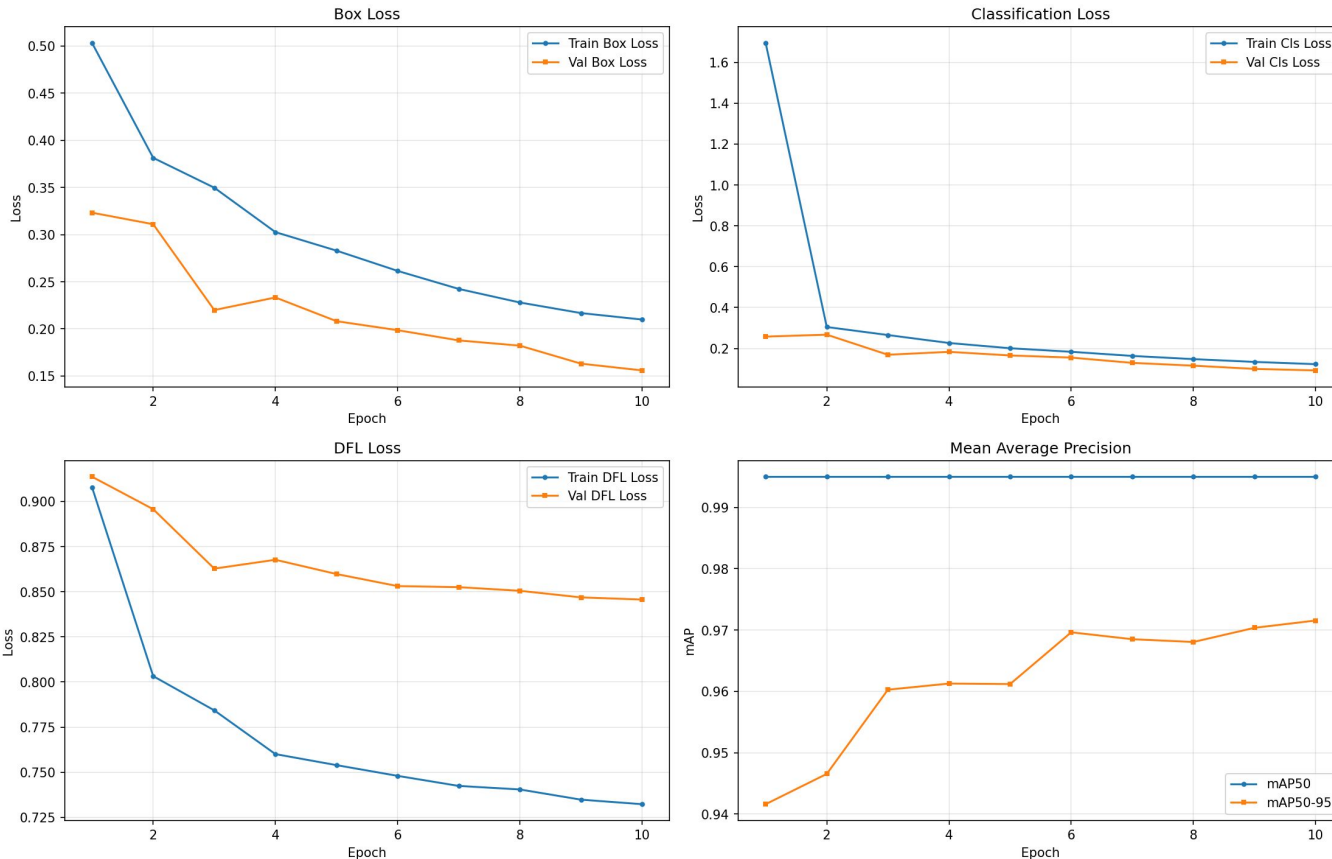 Box Loss
Loss
0.50
0.45
0.40
0.35
0.30
0.25
0.20
0.15
Train Box Loss
Val Box Loss
2 4 6 8 10
Epoch
Classification Loss
Loss
1.6
1.4
1.2
1.0
0.8
0.6
0.4
0.2
Train Cls Loss
Val Cls Loss
2 4 6 8 10
Epoch
DFL Loss
Loss
0.900
0.875
0.850
0.825
0.800
0.775
0.750
0.725
Train DFL Loss
Val DFL Loss
2 4 6 8 10
Epoch
Mean Average Precision
mAP
0.99
0.98
0.97
0.96
0.95
0.94
mAP50
mAP50-95
2 4 6 8 10
Epoch